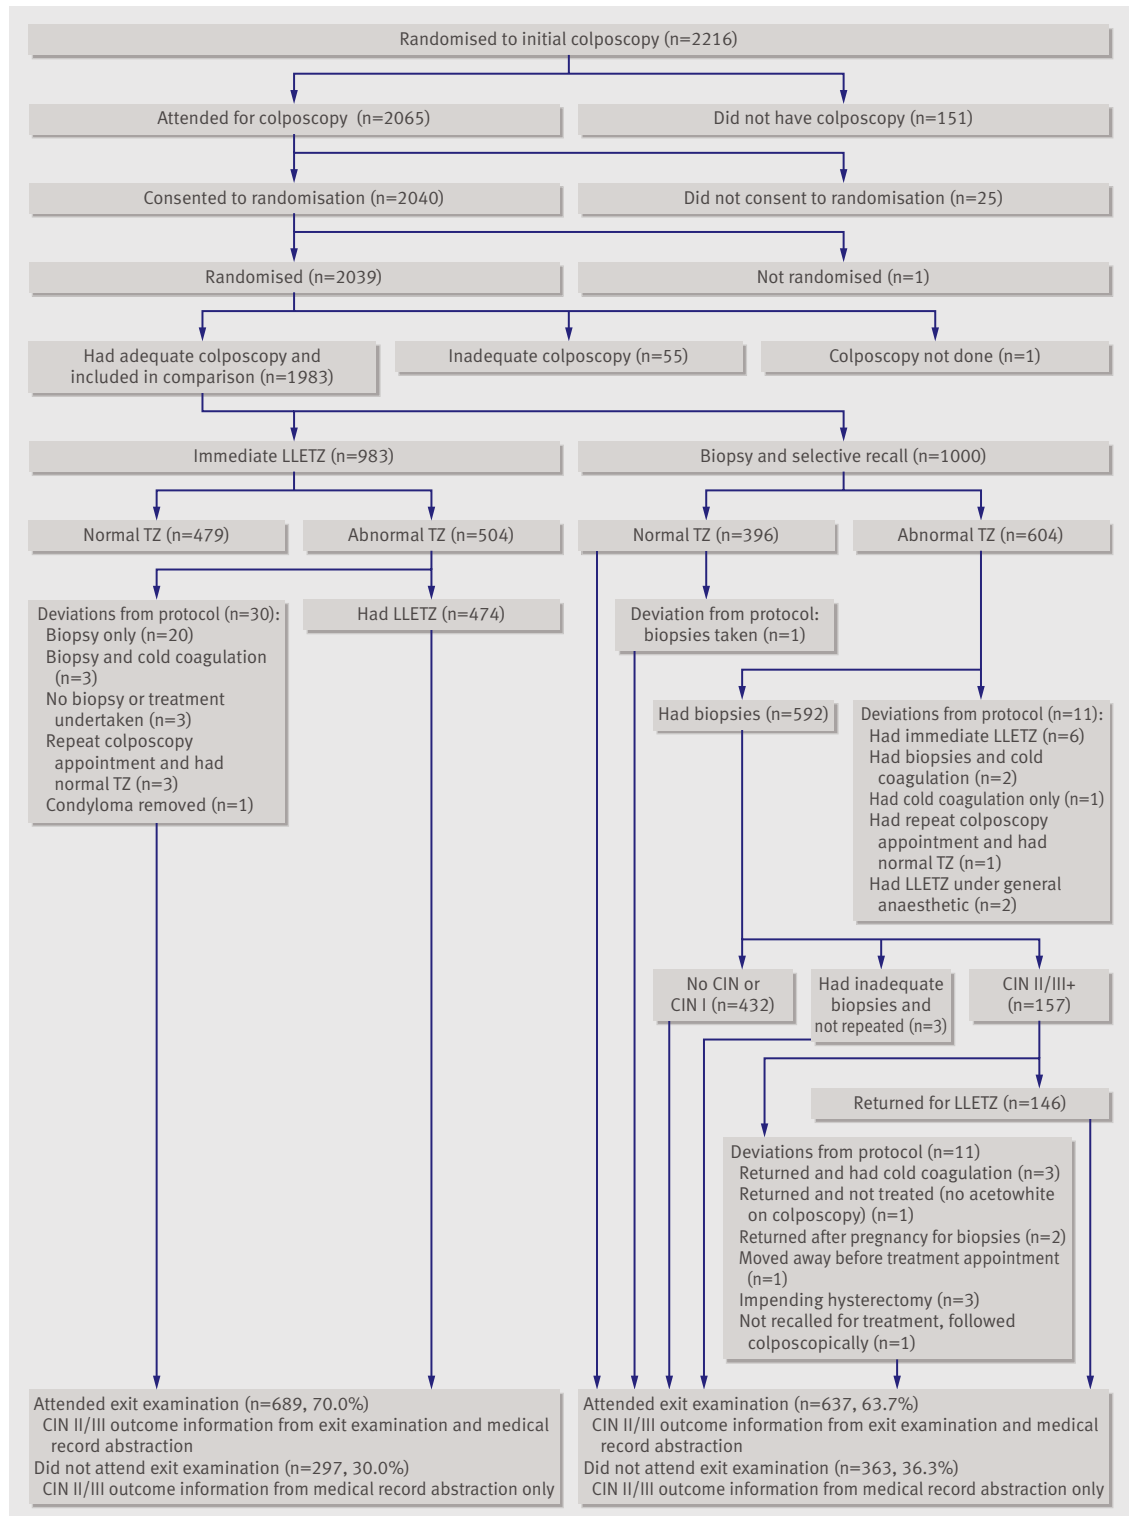 Randomised to initial colposcopy (n=2216)
Attended for colposcopy (n=2065)
Did not have colposcopy (n=151)
Consented to randomisation (n=2040)
Did not consent to randomisation (n=25)
Randomised (n=2039)
Not randomised (n=1)
Had adequate colposcopy and
included in comparison (n=1983)
Inadequate colposcopy (n=55)
Colposcopy not done (n=1)
Immediate LLETZ (n=983)
Biopsy and selective recall (n=1000)
Normal TZ (n=479)
Abnormal TZ (n=504)
Normal TZ (n=396)
Abnormal TZ (n=604)
Deviations from protocol (n=30):
Biopsy only (n=20)
Biopsy and cold coagulation
(n=3)
No biopsy or treatment
undertaken (n=3)
Repeat colposcopy
appointment and had
normal TZ (n=3)
Condyloma removed (n=1)
Had LLETZ (n=474)
Deviation from protocol:
biopsies taken (n=1)
Had biopsies (n=592)
Deviations from protocol (n=11):
Had immediate LLETZ (n=6)
Had biopsies and cold
coagulation (n=2)
Had cold coagulation only (n=1)
Had repeat colposcopy
appointment and had
normal TZ (n=1)
Had LLETZ under general
anaesthetic (n=2)
No CIN or
CIN I (n=432)
Had inadequate
biopsies and
not repeated (n=3)
CIN II/III+
(n=157)
Returned for LLETZ (n=146)
Deviations from protocol (n=11)
Returned and had cold coagulation (n=3)
Returned and not treated (no acetowhite
on colposcopy) (n=1)
Returned after pregnancy for biopsies (n=2)
Moved away before treatment appointment
(n=1)
Impending hysterectomy (n=3)
Not recalled for treatment, followed
colposcopically (n=1)
Attended exit examination (n=689, 70.0%)
CIN II/III outcome information from exit examination and medical
record abstraction
Did not attend exit examination (n=297, 30.0%)
CIN II/III outcome information from medical record abstraction only
Attended exit examination (n=637, 63.7%)
CIN II/III outcome information from exit examination and medical
record abstraction
Did not attend exit examination (n=363, 36.3%)
CIN II/III outcome information from medical record abstraction only